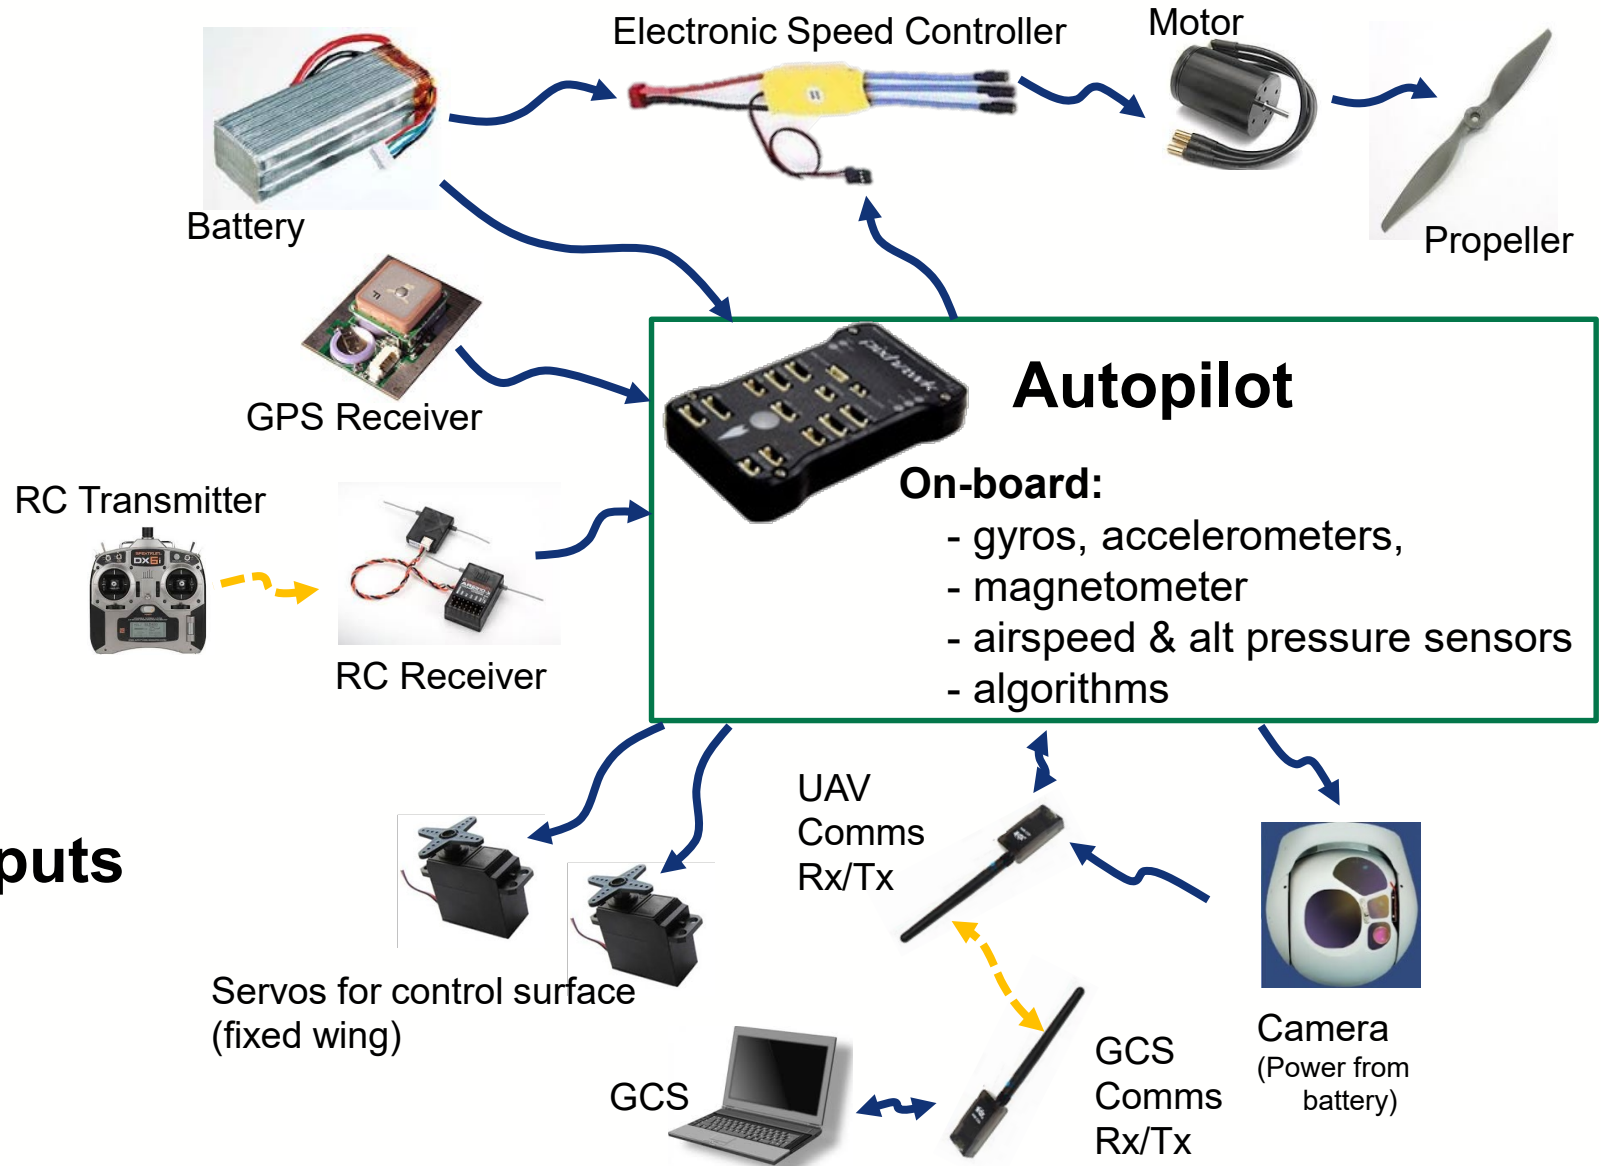 Electronic Speed Controller
Motor
Battery
Propeller
GPS Receiver
pixhawk
Autopilot
RC Transmitter
DX6i
RC Receiver
On-board:
- gyros, accelerometers,
- magnetometer
- airspeed & alt pressure sensors
- algorithms
UAV
Comms
Rx/Tx
puts
Servos for control surface
(fixed wing)
GCS
GCS
Comms
Rx/Tx
Camera
(Power from
battery)